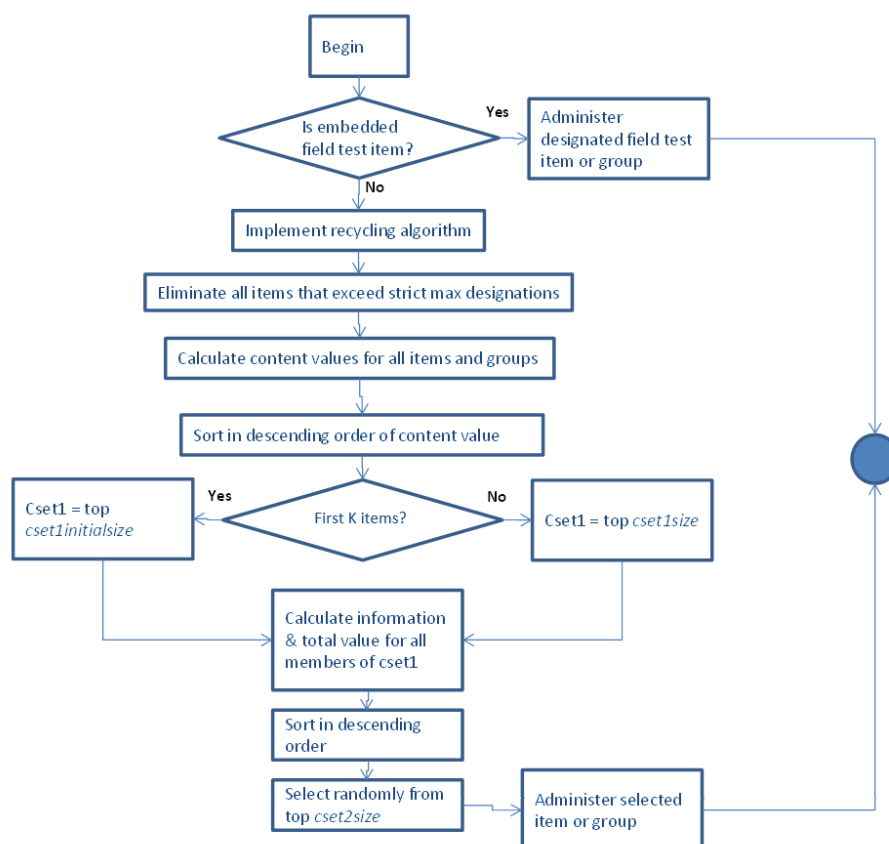 Begin
Is embedded
field test item?
Yes
Administer
designated field test
item or group
No
Implement recycling algorithm
Eliminate all items that exceed strict max designations
Calculate content values for all items and groups
Sort in descending order of content value
Yes
First K items?
No
Cset1 = top
cset1initialsize
Cset1 = top cset1size
Calculate information
& total value for all
members of cset1
Sort in descending
order
Select randomly from
top cset2size
Administer selected
item or group